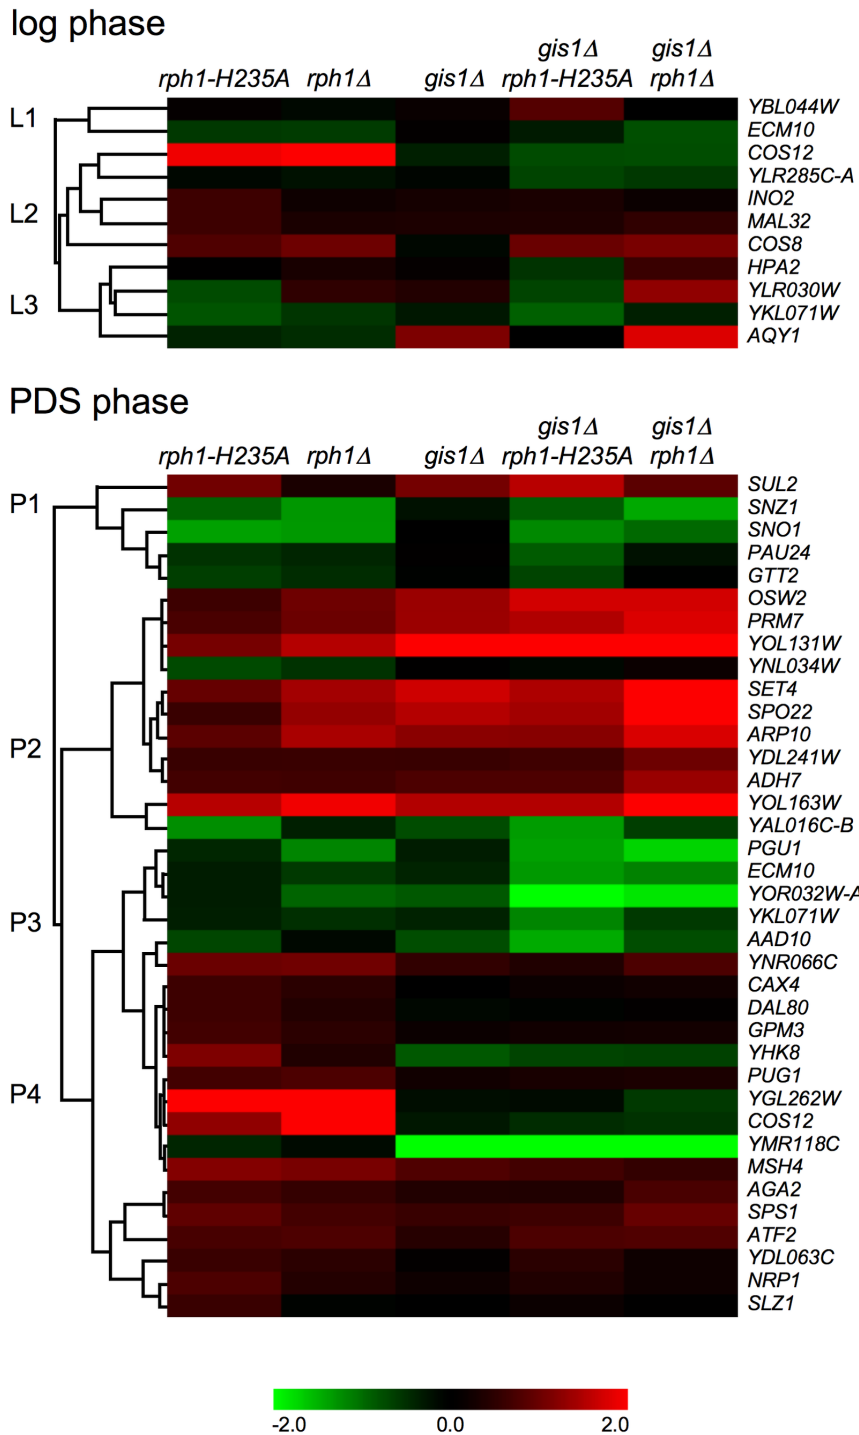 log phase
gis1Δ gis1Δ
rph1-H235A rph1Δ gis1Δ rph1-H235A rph1Δ
L1
L2
L3
YBL044W
ECM10
COS12
YLR285C-A
INO2
MAL32
COS8
HPA2
YLR030W
YKL071W
AQY1
PDS phase
gis1Δ gis1Δ
rph1-H235A rph1Δ gis1Δ rph1-H235A rph1Δ
P1
P2
P3
P4
SUL2
SNZ1
SNO1
PAU24
GTT2
OSW2
PRM7
YOL131W
YNL034W
SET4
SPO22
ARP10
YDL241W
ADH7
YOL163W
YAL016C-B
PGU1
ECM10
YOR032W-A
YKL071W
AAD10
YNR066C
CAX4
DAL80
GPM3
YHK8
PUG1
YGL262W
COS12
YMR118C
MSH4
AGA2
SPS1
ATF2
YDL063C
NRP1
SLZ1
-2.0 0.0 2.0